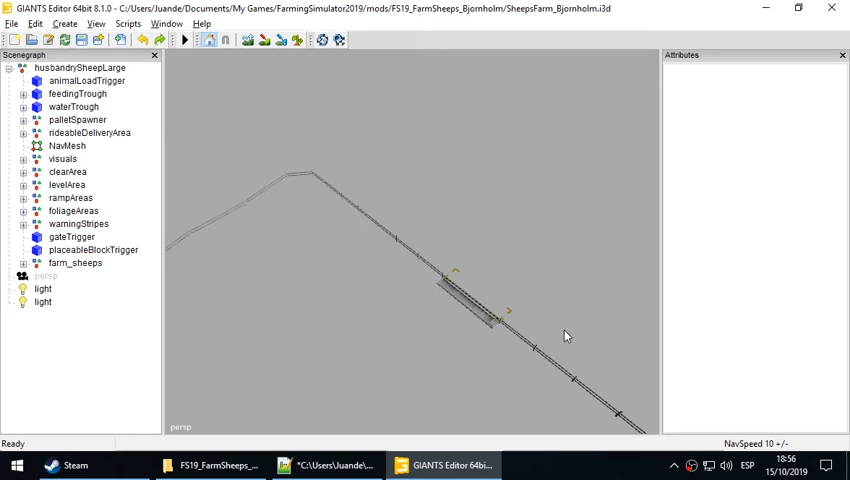 GIANTS Editor 64bit 8.1.0 - C:/Users/Juande/Documents/My Games/FarmingSimulator2019/mods/FS19_FarmSheeps_Bjornholm/SheepsFarm_Bjornholm.i3d
File Edit Create View Scripts Window Help
Scenegraph
Attributes
husbandrySheepLarge
animalLoadTrigger
feedingTrough
waterTrough
palletSpawner
rideableDeliveryArea
NavMesh
visuals
clearArea
levelArea
rampAreas
foliageAreas
warningStripes
gateTrigger
placeableBlockTrigger
farm_sheeps
persp
light
light
persp
Ready
NavSpeed 10 +/-
Steam
FS19_FarmSheeps_...
*C:\Users\Juande\...
GIANTS Editor 64bi...
ESP
18:56
15/10/2019